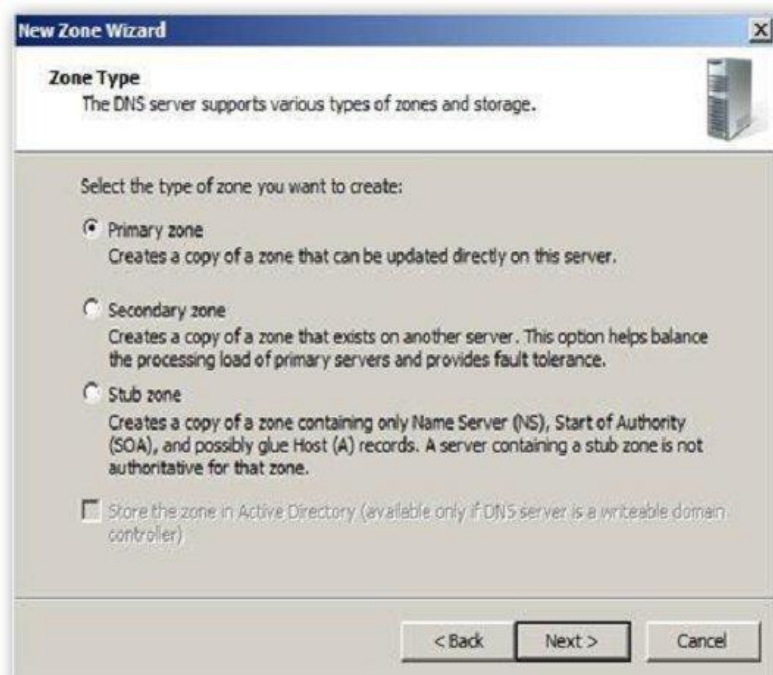 New Zone Wizard
Zone Type
The DNS server supports various types of zones and storage.
Select the type of zone you want to create:
Primary zone
Creates a copy of a zone that can be updated directly on this server.
Secondary zone
Creates a copy of a zone that exists on another server. This option helps balance
the processing load of primary servers and provides fault tolerance.
Stub zone
Creates a copy of a zone containing only Name Server (NS), Start of Authority
(SOA), and possibly glue Host (A) records. A server containing a stub zone is not
authoritative for that zone.
Store the zone in Active Directory (available only if DNS server is a writeable domain
controller)
< Back Next > Cancel